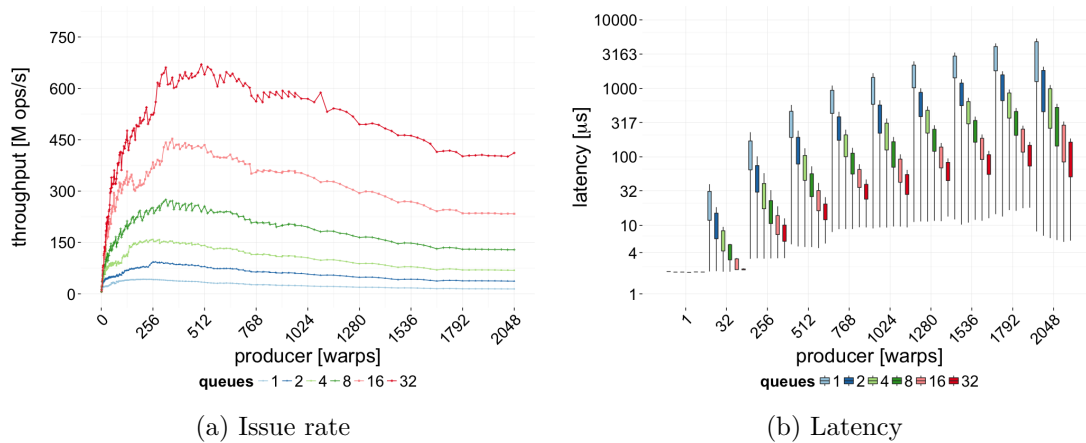 throughput [M ops/s]
750
600
450
300
150
0
0 256 512 768 1024 1280 1536 1792 2048
producer [warps]
queues 1 2 4 8 16 32
(a) Issue rate
latency [µs]
10000
3163
1000
317
100
32
10
4
1
1 32 256 512 768 1024 1280 1536 1792 2048
producer [warps]
queues 1 2 4 8 16 32
(b) Latency